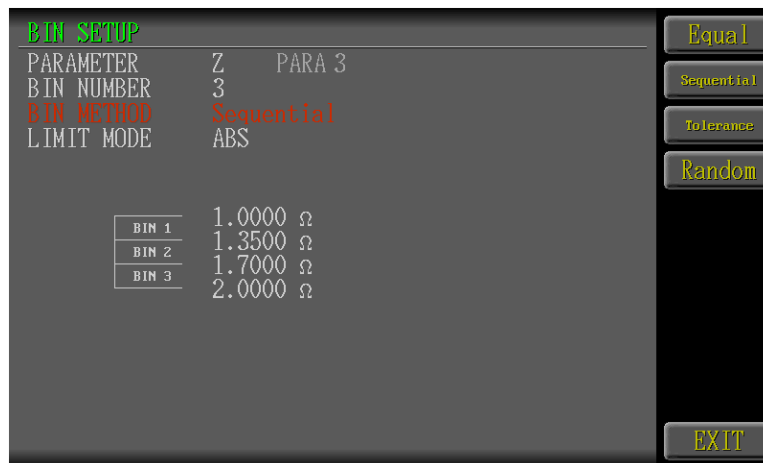 BIN SETUP
PARAMETER Z PARA 3
BIN NUMBER 3
BIN METHOD Sequential
LIMIT MODE ABS
BIN 1
BIN 2
BIN 3
1.0000 Ω
1.3500 Ω
1.7000 Ω
2.0000 Ω
Equal
Sequential
Tolerance
Random
EXIT